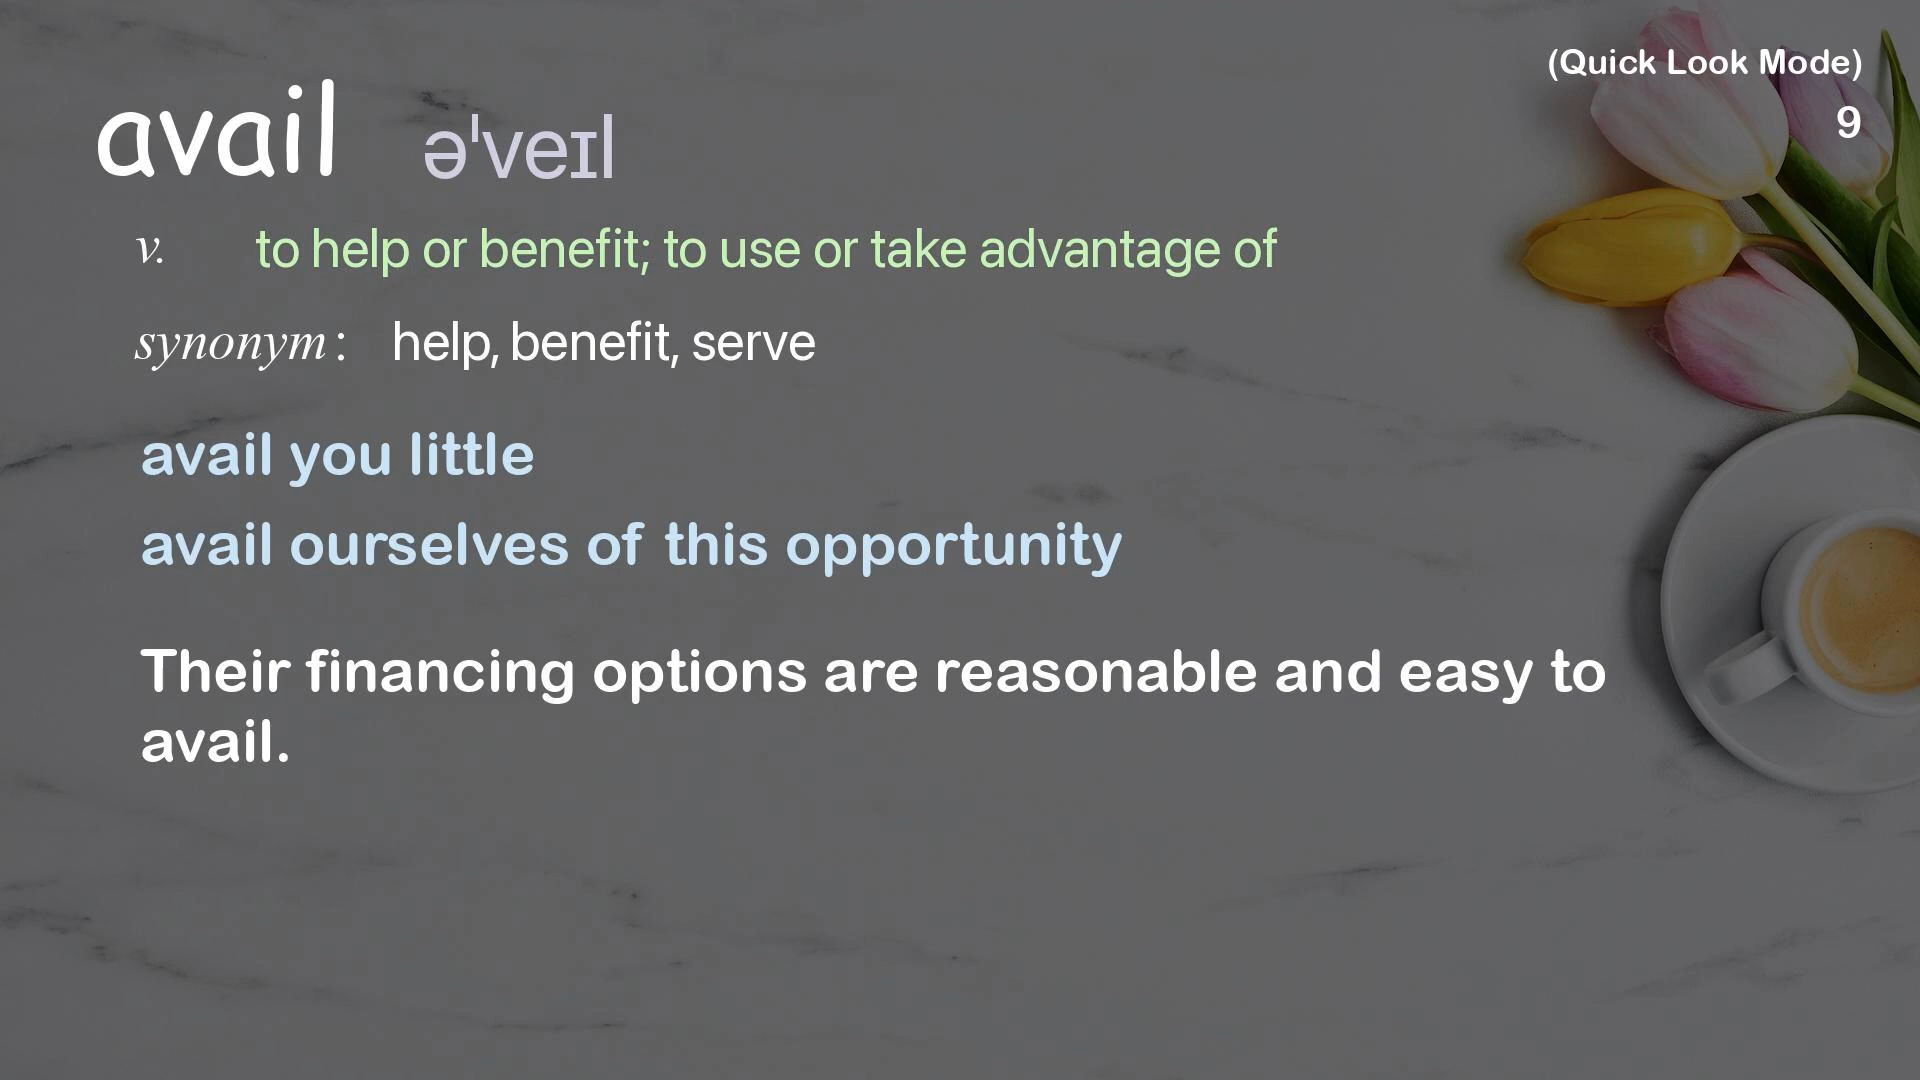 (Quick Look Mode)
9
avail əˈveɪl
v. to help or benefit; to use or take advantage of
synonym : help, benefit, serve
avail you little
avail ourselves of this opportunity
Their financing options are reasonable and easy to
avail.